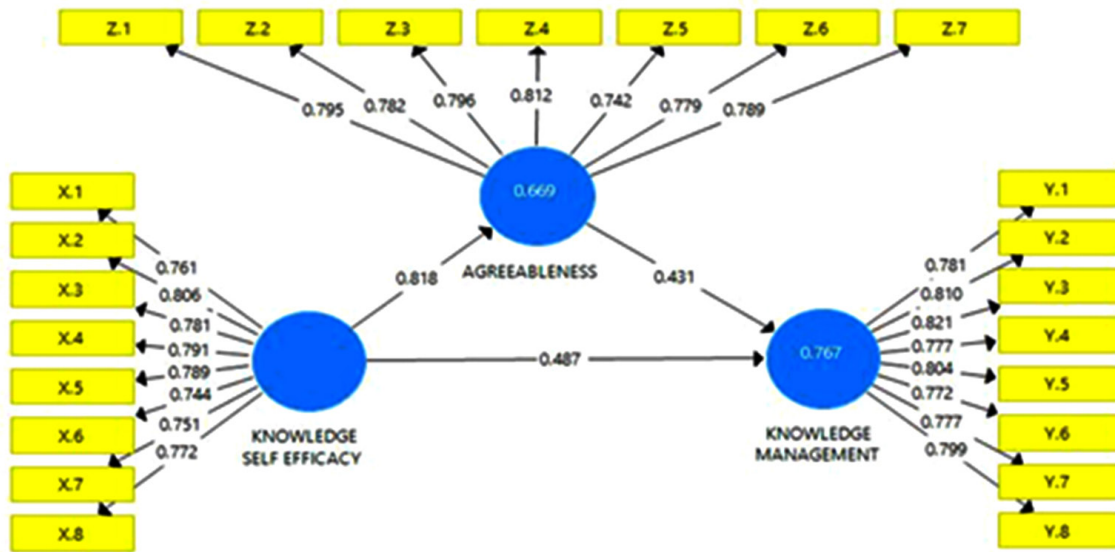 Z.1 Z.2 Z.3 Z.4 Z.5 Z.6 Z.7
0.795 0.782 0.796 0.812 0.742 0.779 0.789
0.669
AGREEABLENESS
X.1
X.2
X.3
X.4
X.5
X.6
X.7
X.8
0.761
0.806
0.781
0.791
0.789
0.744
0.751
0.772
KNOWLEDGE
SELF EFFICACY
0.818
0.431
0.487
0.767
KNOWLEDGE
MANAGEMENT
0.781
0.810
0.821
0.777
0.804
0.772
0.777
0.799
Y.1
Y.2
Y.3
Y.4
Y.5
Y.6
Y.7
Y.8